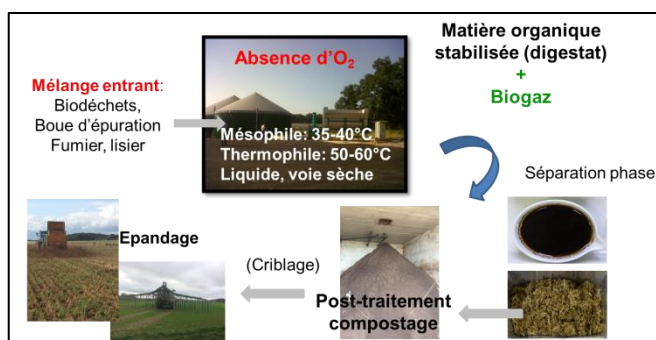 Absence d'O₂
Mésophile: 35-40°C
Thermophile: 50-60°C
Liquide, voie sèche
Mélange entrant:
Biodéchets,
Boue d'épuration
Fumier, lisier
Matière organique
stabilisée (digestat)
+
Biogaz
Séparation phase
Post-traitement
compostage
(Criblage)
Epandage